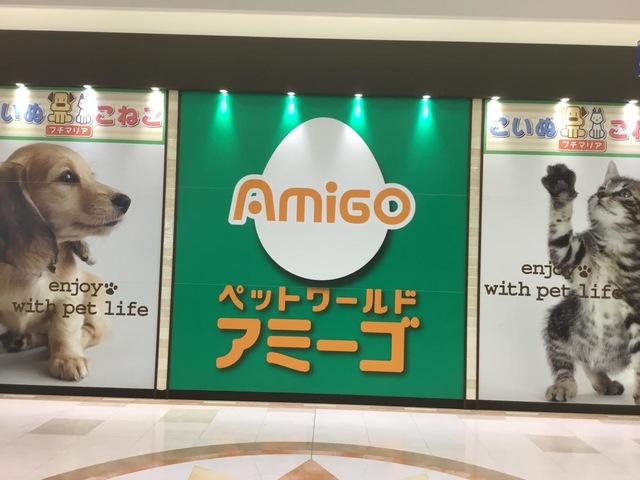 こいぬ
こねこ
プチマリア
enjoy
with pet life
AMIGO
ペットワールド
アミーゴ
こいぬ
こ
プチマリア
enjoy
with pet life